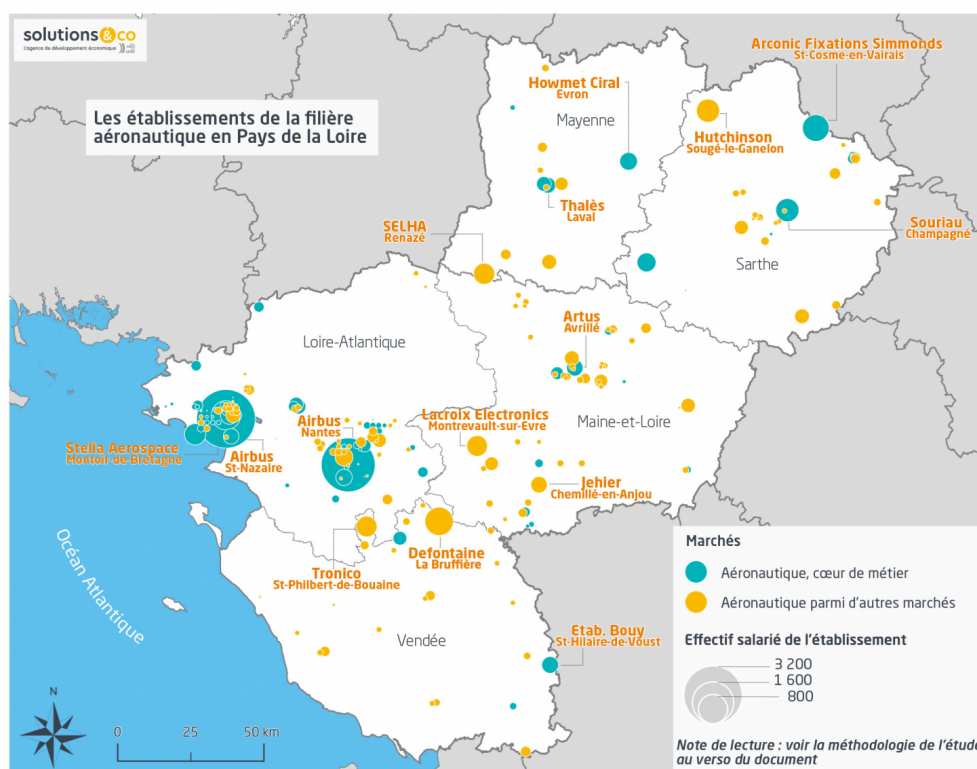 solutions&co
L'agence de développement économique
Les établissements de la filière
aéronautique en Pays de la Loire
Arconic Fixations Simmonds
St-Cosme-en-Vairais
Howmet Ciral
Evron
Mayenne
Hutchinson
Sougé-le-Ganelon
Thalès
Laval
SELHA
Renazé
Souriau
Champagné
Sarthe
Artus
Avrillé
Loire-Atlantique
Maine-et-Loire
Lacroix Electronics
Montrevault-sur-Evre
Airbus
Nantes
Stelia Aerospace
Montoir-de-Bretagne
Airbus
St-Nazaire
Jehier
Chemillé-en-Anjou
Defontaine
La Bruffière
Tronico
St-Philbert-de-Bouaine
Océan Atlantique
Vendée
Etab. Bouy
St-Hilaire-de-Voust
Marchés
Aéronautique, cœur de métier
Aéronautique parmi d'autres marchés
Effectif salarié de l'établissement
3 200
1 600
800
N
0 25 50 km
Note de lecture : voir la méthodologie de l'étude
au verso du document